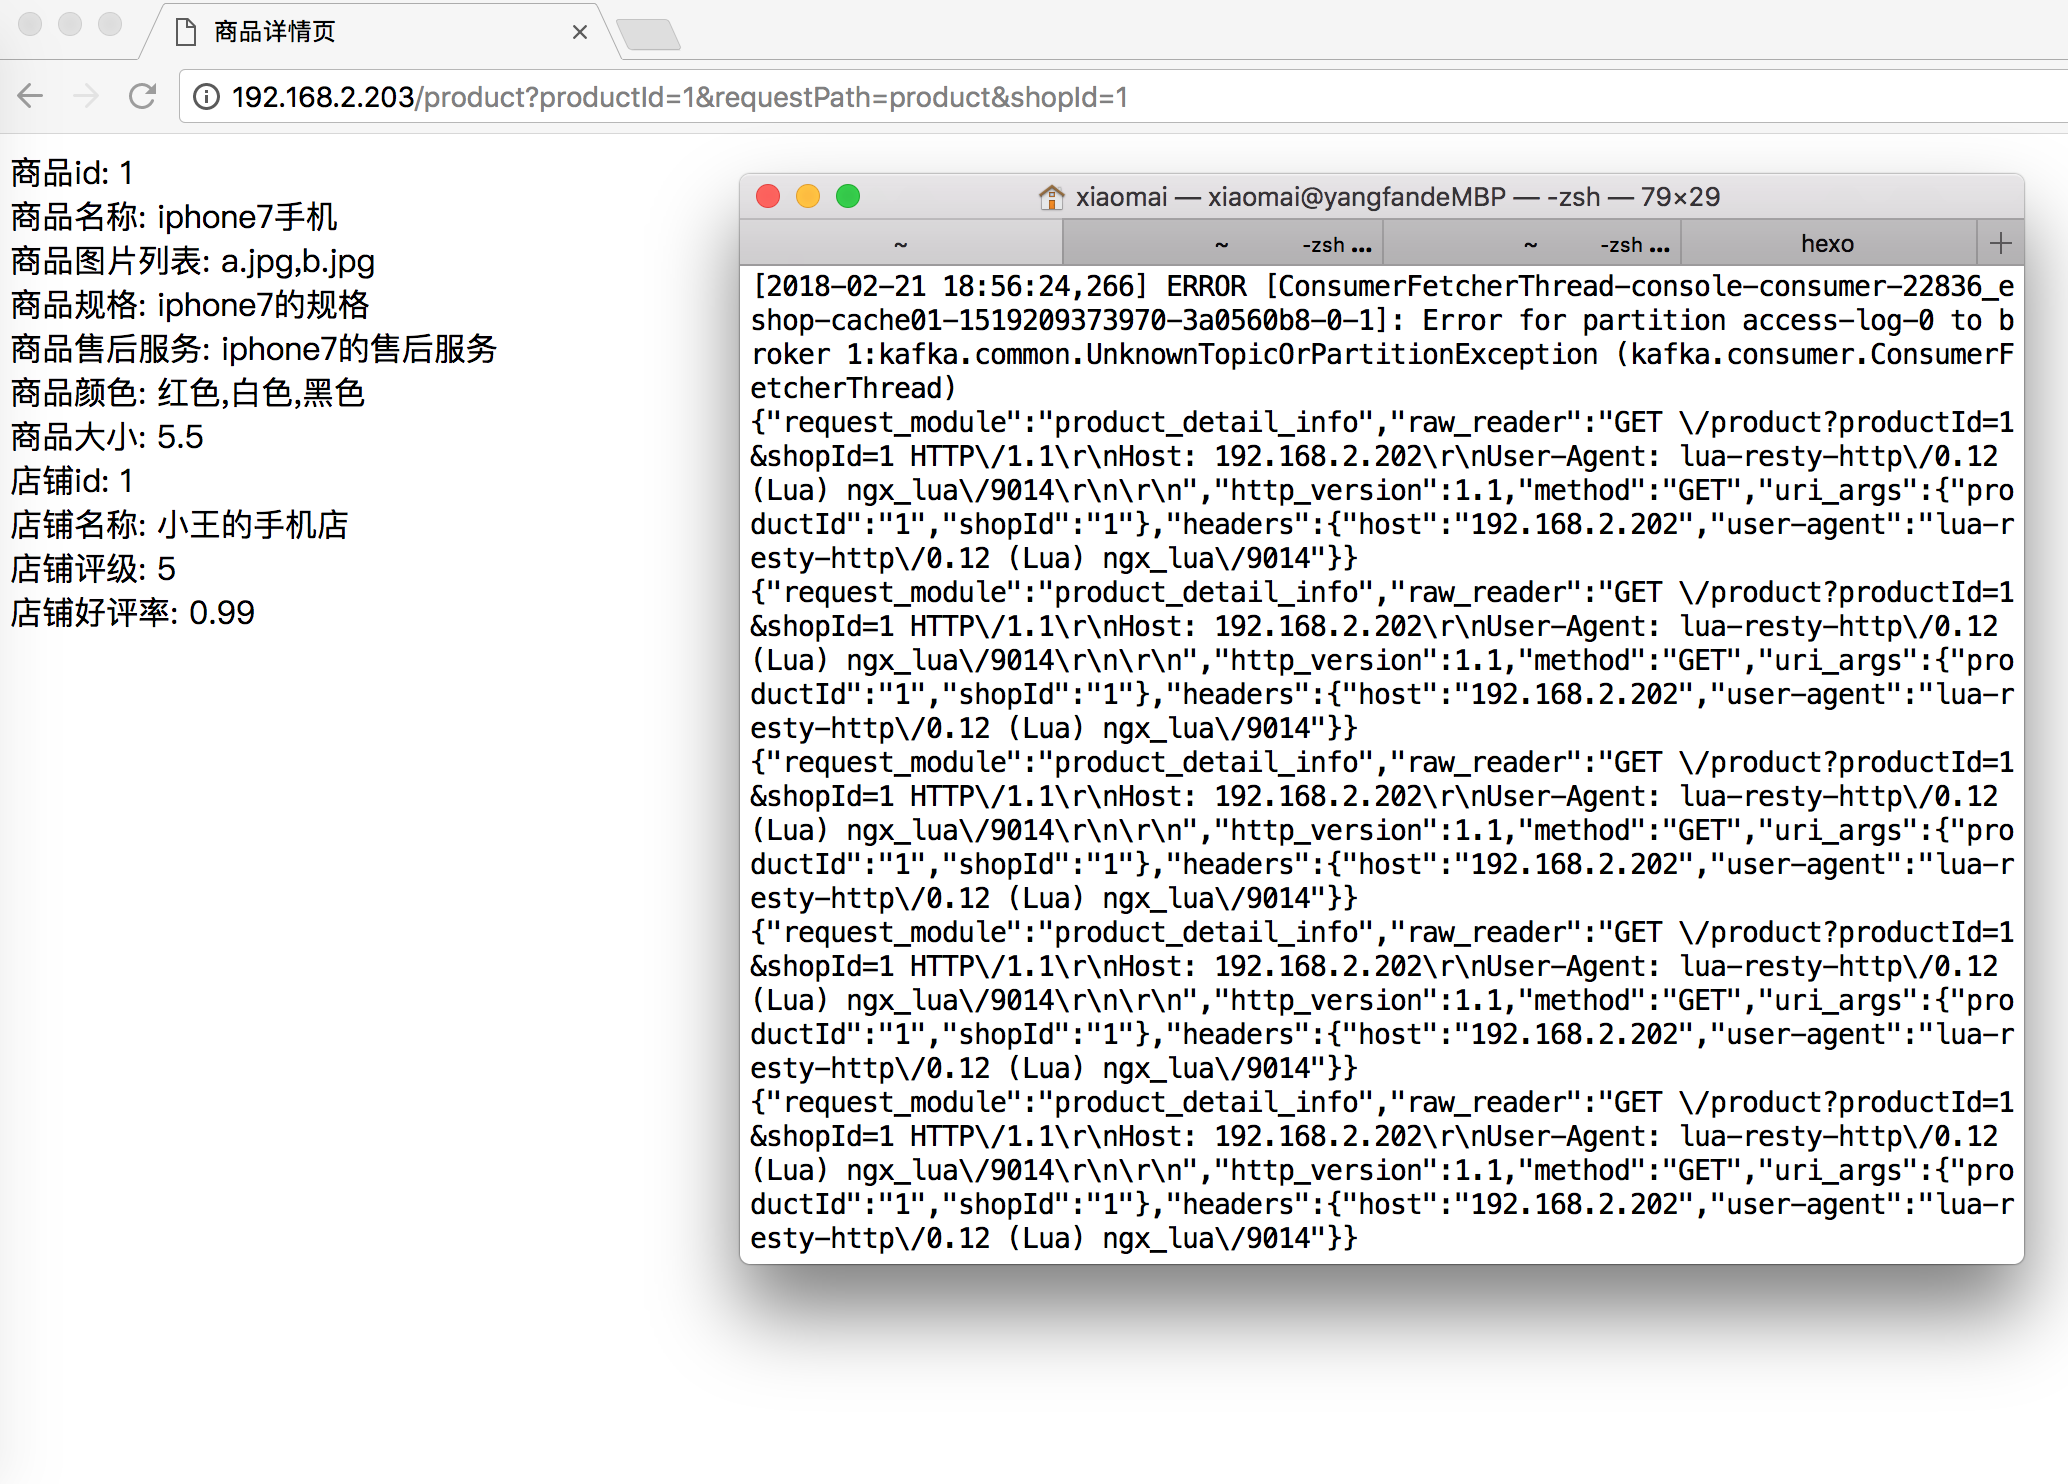 商品详情页
192.168.2.203/product?productId=1&requestPath=product&shopId=1
商品id: 1
商品名称: iphone7手机
商品图片列表: a.jpg,b.jpg
商品规格: iphone7的规格
商品售后服务: iphone7的售后服务
商品颜色: 红色,白色,黑色
商品大小: 5.5
店铺id: 1
店铺名称: 小王的手机店
店铺评级: 5
店铺好评率: 0.99
xiaomai — xiaomai@yangfandeMBP — -zsh — 79×29
~ ~ -zsh ... ~ -zsh ... hexo
[2018-02-21 18:56:24,266] ERROR [ConsumerFetcherThread-console-consumer-22836_e
shop-cache01-1519209373970-3a0560b8-0-1]: Error for partition access-log-0 to b
roker 1:kafka.common.UnknownTopicOrPartitionException (kafka.consumer.ConsumerF
etcherThread)
{"request_module":"product_detail_info","raw_reader":"GET \/product?productId=1
&shopId=1 HTTP\/1.1\r\nHost: 192.168.2.202\r\nUser-Agent: lua-resty-http\/0.12
(Lua) ngx_lua\/9014\r\n\r\n","http_version":1.1,"method":"GET","uri_args":{"pro
ductId":"1","shopId":"1"},"headers":{"host":"192.168.2.202","user-agent":"lua-r
esty-http\/0.12 (Lua) ngx_lua\/9014"}}
{"request_module":"product_detail_info","raw_reader":"GET \/product?productId=1
&shopId=1 HTTP\/1.1\r\nHost: 192.168.2.202\r\nUser-Agent: lua-resty-http\/0.12
(Lua) ngx_lua\/9014\r\n\r\n","http_version":1.1,"method":"GET","uri_args":{"pro
ductId":"1","shopId":"1"},"headers":{"host":"192.168.2.202","user-agent":"lua-r
esty-http\/0.12 (Lua) ngx_lua\/9014"}}
{"request_module":"product_detail_info","raw_reader":"GET \/product?productId=1
&shopId=1 HTTP\/1.1\r\nHost: 192.168.2.202\r\nUser-Agent: lua-resty-http\/0.12
(Lua) ngx_lua\/9014\r\n\r\n","http_version":1.1,"method":"GET","uri_args":{"pro
ductId":"1","shopId":"1"},"headers":{"host":"192.168.2.202","user-agent":"lua-r
esty-http\/0.12 (Lua) ngx_lua\/9014"}}
{"request_module":"product_detail_info","raw_reader":"GET \/product?productId=1
&shopId=1 HTTP\/1.1\r\nHost: 192.168.2.202\r\nUser-Agent: lua-resty-http\/0.12
(Lua) ngx_lua\/9014\r\n\r\n","http_version":1.1,"method":"GET","uri_args":{"pro
ductId":"1","shopId":"1"},"headers":{"host":"192.168.2.202","user-agent":"lua-r
esty-http\/0.12 (Lua) ngx_lua\/9014"}}
{"request_module":"product_detail_info","raw_reader":"GET \/product?productId=1
&shopId=1 HTTP\/1.1\r\nHost: 192.168.2.202\r\nUser-Agent: lua-resty-http\/0.12
(Lua) ngx_lua\/9014\r\n\r\n","http_version":1.1,"method":"GET","uri_args":{"pro
ductId":"1","shopId":"1"},"headers":{"host":"192.168.2.202","user-agent":"lua-r
esty-http\/0.12 (Lua) ngx_lua\/9014"}}